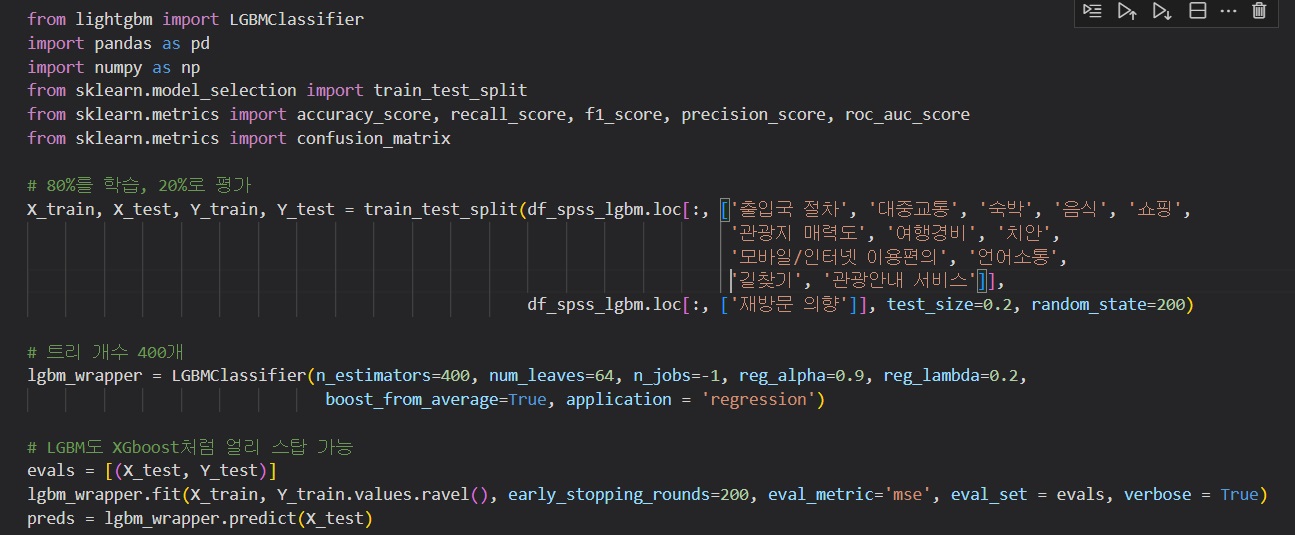 from lightgbm import LGBMClassifier
import pandas as pd
import numpy as np
from sklearn.model_selection import train_test_split
from sklearn.metrics import accuracy_score, recall_score, f1_score, precision_score, roc_auc_score
from sklearn.metrics import confusion_matrix
# 80%를 학습, 20%로 평가
X_train, X_test, Y_train, Y_test = train_test_split(df_spss_lgbm.loc[:, ['출입국 절차', '대중교통', '숙박', '음식', '쇼핑',
'관광지 매력도', '여행경비', '치안',
'모바일/인터넷 이용편의', '언어소통',
'길찾기', '관광안내 서비스']],
df_spss_lgbm.loc[:, ['재방문 의향']], test_size=0.2, random_state=200)
# 트리 개수 400개
lgbm_wrapper = LGBMClassifier(n_estimators=400, num_leaves=64, n_jobs=-1, reg_alpha=0.9, reg_lambda=0.2,
boost_from_average=True, application = 'regression')
# LGBM도 XGboost처럼 얼리 스탑 가능
evals = [(X_test, Y_test)]
lgbm_wrapper.fit(X_train, Y_train.values.ravel(), early_stopping_rounds=200, eval_metric='mse', eval_set = evals, verbose = True)
preds = lgbm_wrapper.predict(X_test)